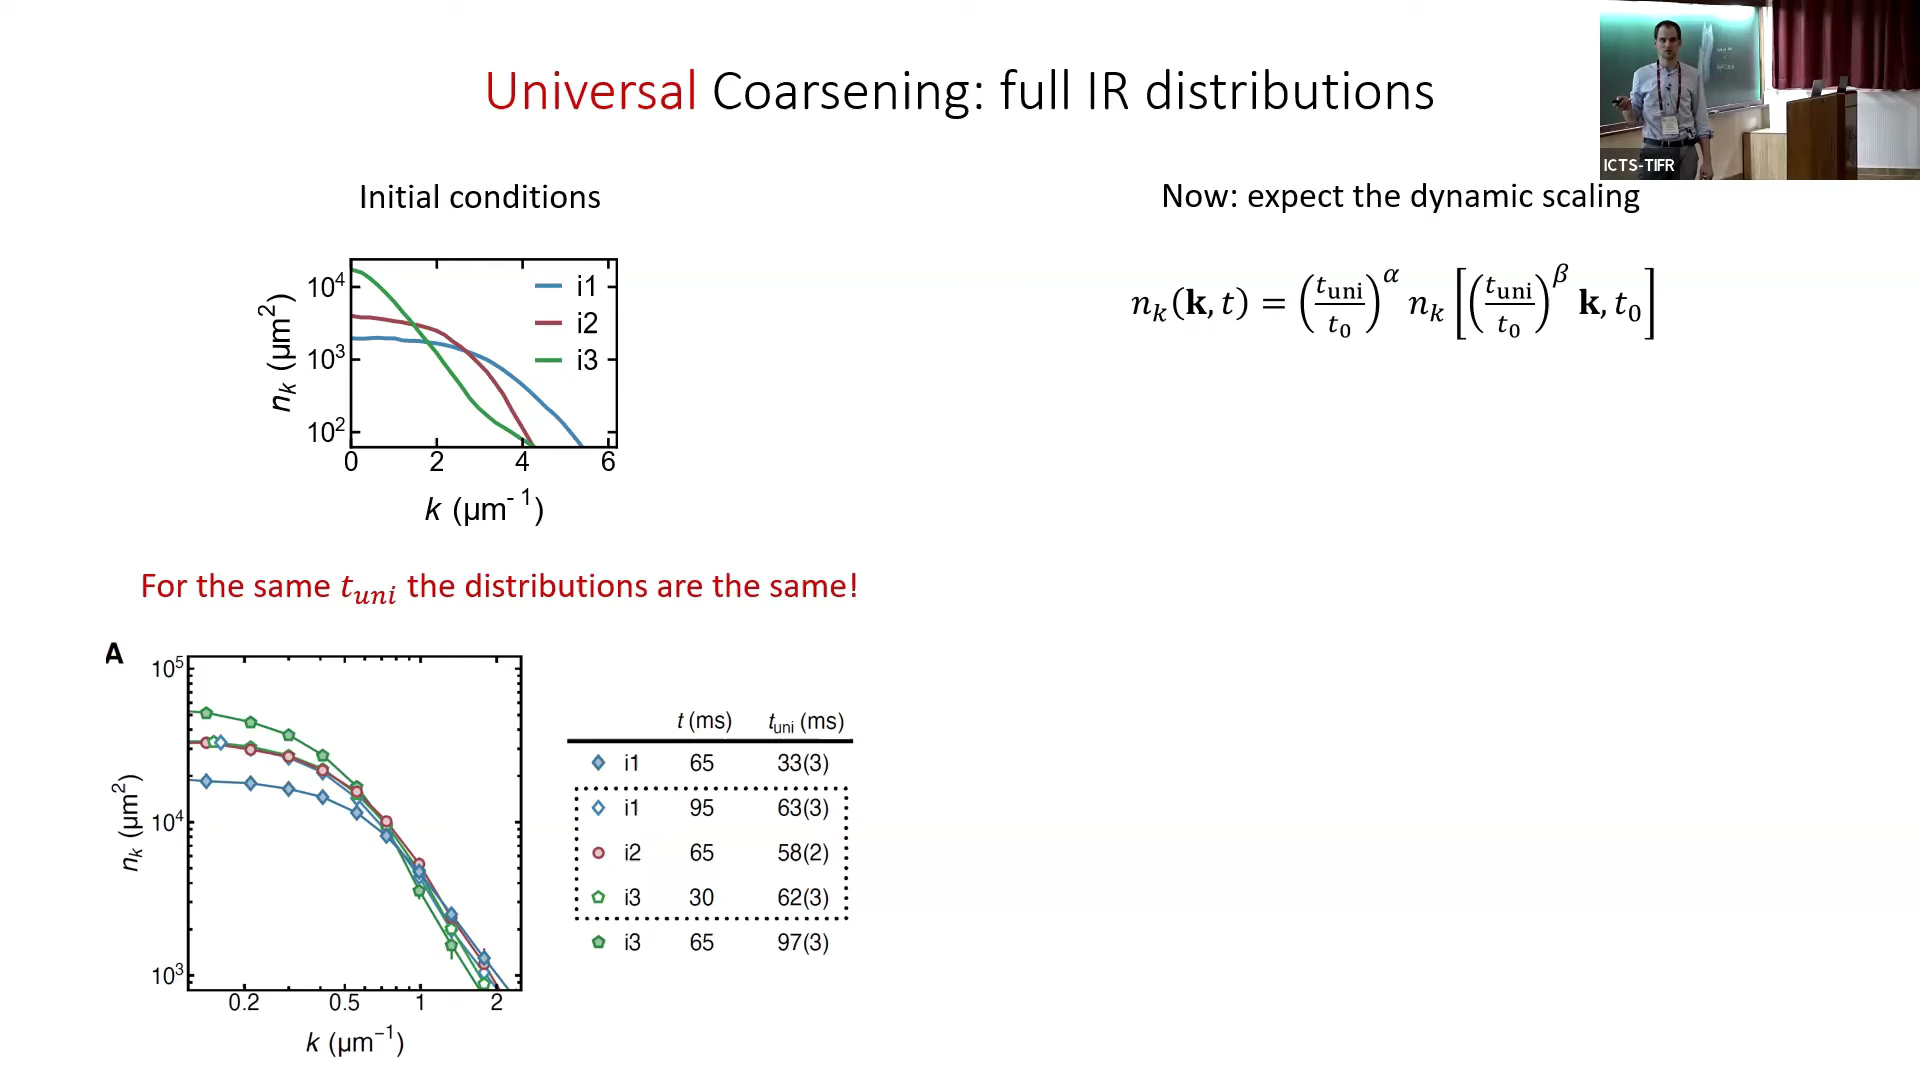 Universal Coarsening: full IR distributions
ICTS-TIFR
Initial conditions
Now: expect the dynamic scaling
n_k(𝐤, t) = (t_uni/t_0)^α n_k [(t_uni/t_0)^β 𝐤, t_0]
n_k (μm²)
10⁴
10³
10²
i1
i2
i3
0 2 4 6
k (μm⁻¹)
For the same t_uni the distributions are the same!
A
n_k (μm²)
10⁵
10⁴
10³
0.2 0.5 1 2
k (μm⁻¹)
t (ms) t_uni (ms)
i1 65 33(3)
i1 95 63(3)
i2 65 58(2)
i3 30 62(3)
i3 65 97(3)